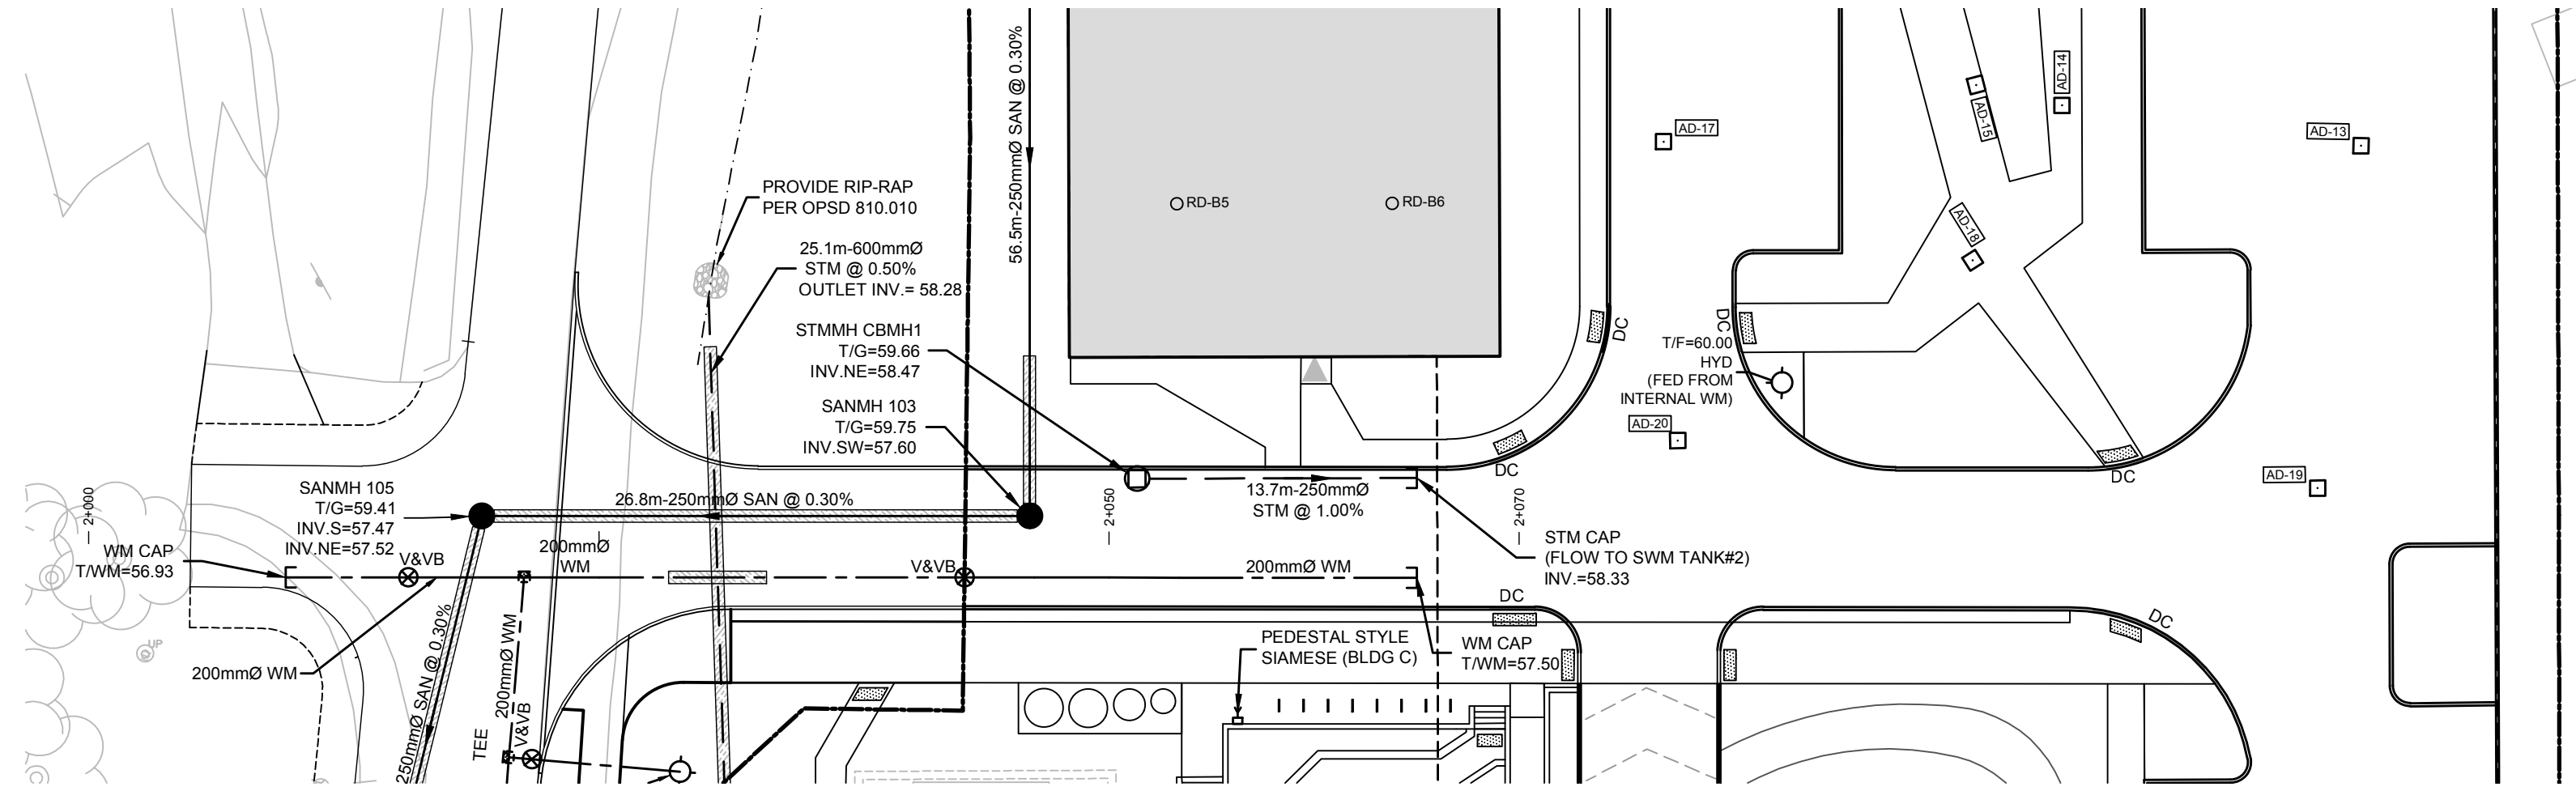 56.5m-250mmØ SAN @ 0.30%
AD-14
AD-15
AD-17
AD-13
PROVIDE RIP-RAP
PER OPSD 810.010
RD-B5
RD-B6
AD-18
25.1m-600mmØ
STM @ 0.50%
OUTLET INV.= 58.28
STMMH CBMH1
T/G=59.66
INV.NE=58.47
DC
DC
T/F=60.00
HYD
(FED FROM
INTERNAL WM)
SANMH 103
T/G=59.75
INV.SW=57.60
AD-20
DC
DC
AD-19
SANMH 105
T/G=59.41
INV.S=57.47
INV.NE=57.52
26.8m-250mmØ SAN @ 0.30%
13.7m-250mmØ
STM @ 1.00%
2+000
2+050
2+070
STM CAP
(FLOW TO SWM TANK#2)
INV.=58.33
WM CAP
T/WM=56.93
V&VB
200mmØ
WM
V&VB
200mmØ WM
DC
DC
UP
200mmØ WM
250mmØ SAN @ 0.30%
200mmØ WM
TEE
V&VB
PEDESTAL STYLE
SIAMESE (BLDG C)
WM CAP
T/WM=57.50